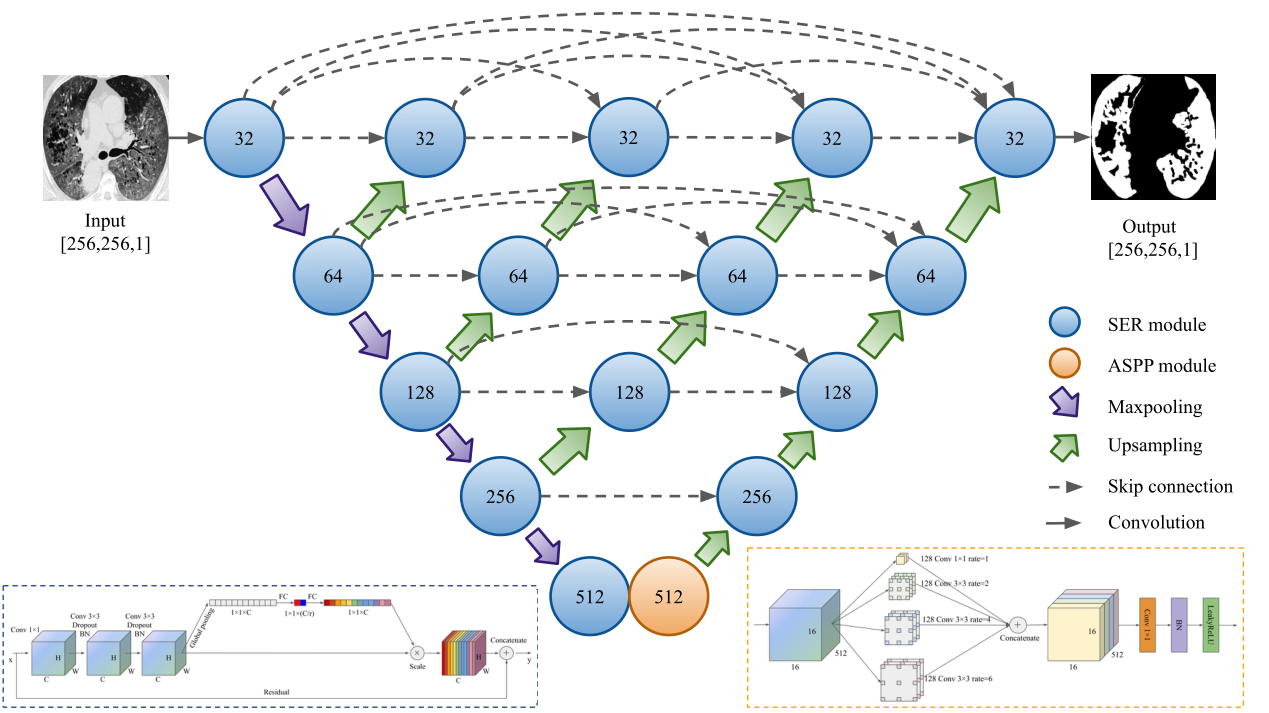 32
32
32
32
32
Input
[256,256,1]
Output
[256,256,1]
64
64
64
64
SER module
ASPP module
Maxpooling
Upsampling
Skip connection
Convolution
128
128
128
256
256
512
512
x
Conv 1×1
H
W
C
Conv 3×3
Dropout
BN
H
W
C
Conv 3×3
Dropout
BN
H
W
C
Global pooling
1×1×C
FC
1×1×(C/r)
FC
1×1×C
×
Scale
H
W
C
Concatenate
+
y
Residual
16
16
512
128 Conv 1×1 rate=1
128 Conv 3×3 rate=2
128 Conv 3×3 rate=4
128 Conv 3×3 rate=6
+
Concatenate
16
16
512
Conv 1×1
BN
LeakyReLU